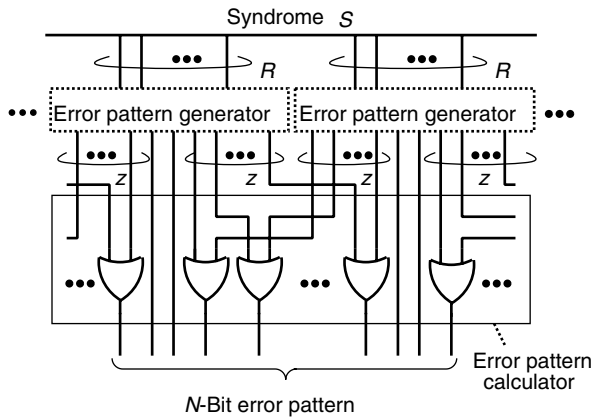 Syndrome S
R R
Error pattern generator Error pattern generator
z z z z
Error pattern
calculator
N-Bit error pattern